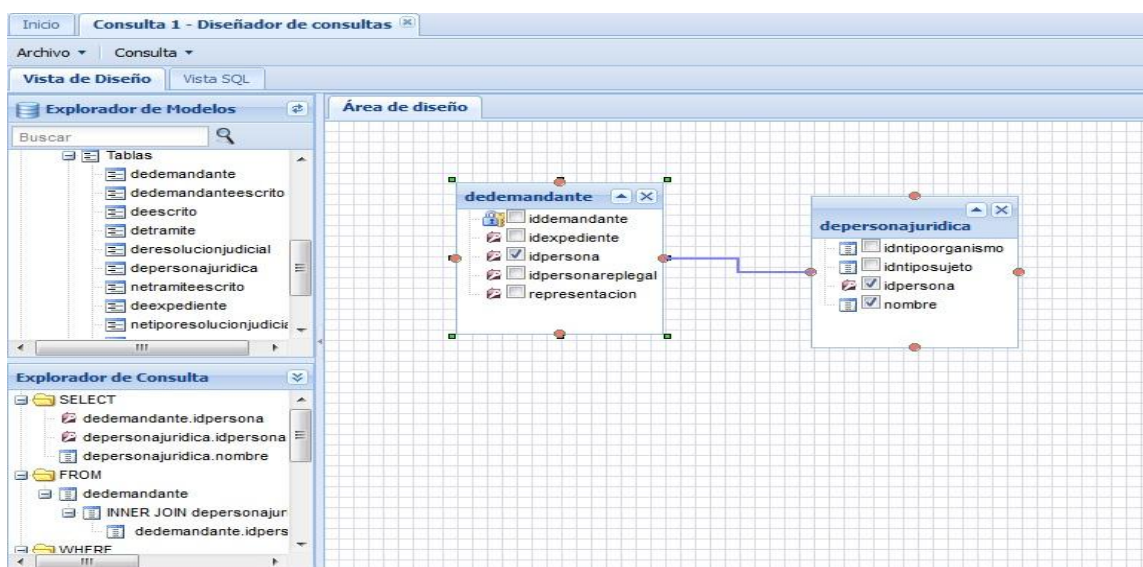 Inicio
Consulta 1 - Diseñador de consultas
Archivo
Consulta
Vista de Diseño
Vista SQL
Explorador de Modelos
Buscar
Tablas
dedemandante
dedemandanteescrito
deescrito
detramite
deresolucionjudicial
depersonajuridica
netramiteescrito
deexpediente
netiporesolucionjudicia
Explorador de Consulta
SELECT
dedemandante.idpersona
depersonajuridica.idpersona
depersonajuridica.nombre
FROM
dedemandante
INNER JOIN depersonajur
dedemandante.idpers
WHERE
Área de diseño
dedemandante
iddemandante
idexpediente
idpersona
idpersonareplegal
representacion
depersonajuridica
idntipoorganismo
idntiposujeto
idpersona
nombre